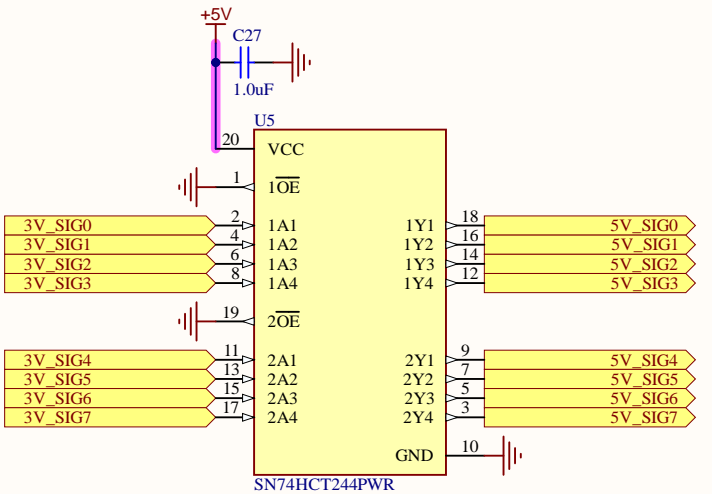 +5V
C27
1.0uF
U5
20 VCC
1 1OE
3V_SIG0 2 1A1 1Y1 18 5V_SIG0
3V_SIG1 4 1A2 1Y2 16 5V_SIG1
3V_SIG2 6 1A3 1Y3 14 5V_SIG2
3V_SIG3 8 1A4 1Y4 12 5V_SIG3
19 2OE
3V_SIG4 11 2A1 2Y1 9 5V_SIG4
3V_SIG5 13 2A2 2Y2 7 5V_SIG5
3V_SIG6 15 2A3 2Y3 5 5V_SIG6
3V_SIG7 17 2A4 2Y4 3 5V_SIG7
GND 10
SN74HCT244PWR